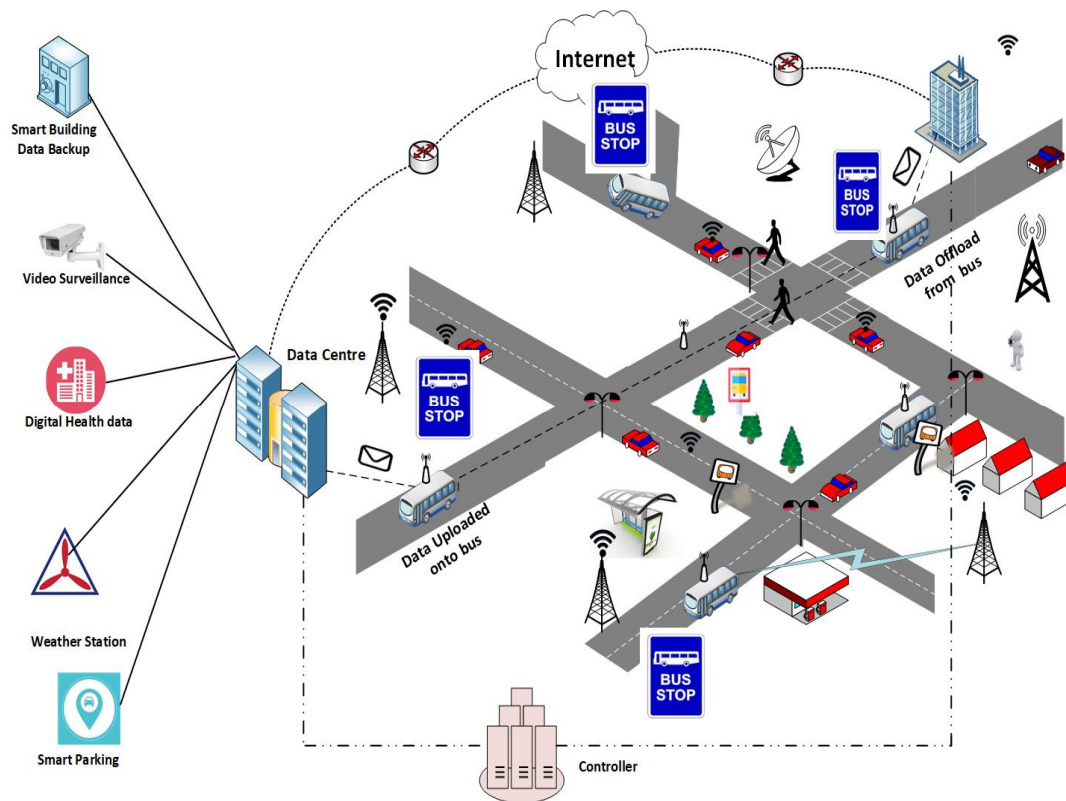 Internet
BUS
STOP
Smart Building
Data Backup
BUS
STOP
Video Surveillance
Data Offload
from bus
Data Centre
BUS
STOP
Digital Health data
Data Uploaded
onto bus
Weather Station
BUS
STOP
Smart Parking
Controller